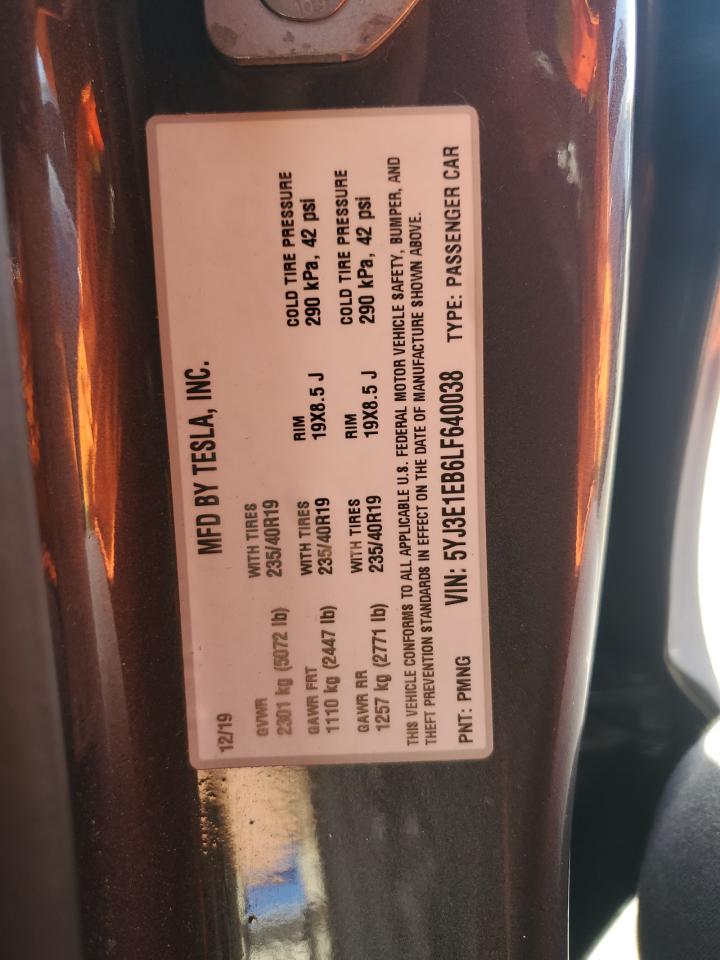 12/19 MFD BY TESLA, INC.
GVWR WITH TIRES
2301 kg (5072 lb) 235/40R19
GAWR FRT WITH TIRES RIM COLD TIRE PRESSURE
1110 kg (2447 lb) 235/40R19 19X8.5 J 290 kPa, 42 psi
GAWR RR WITH TIRES RIM COLD TIRE PRESSURE
1257 kg (2771 lb) 235/40R19 19X8.5 J 290 kPa, 42 psi
THIS VEHICLE CONFORMS TO ALL APPLICABLE U.S. FEDERAL MOTOR VEHICLE SAFETY, BUMPER, AND
THEFT PREVENTION STANDARDS IN EFFECT ON THE DATE OF MANUFACTURE SHOWN ABOVE.
PNT: PMNG VIN: 5YJ3E1EB6LF640038 TYPE: PASSENGER CAR